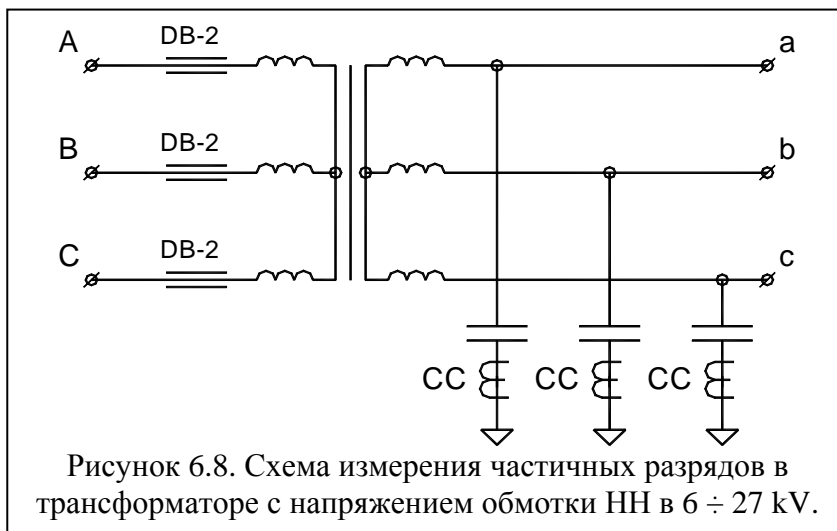 A DB-2 a
B DB-2 b
C DB-2 c
CC CC CC
Рисунок 6.8. Схема измерения частичных разрядов в
трансформаторе с напряжением обмотки НН в 6 ÷ 27 kV.